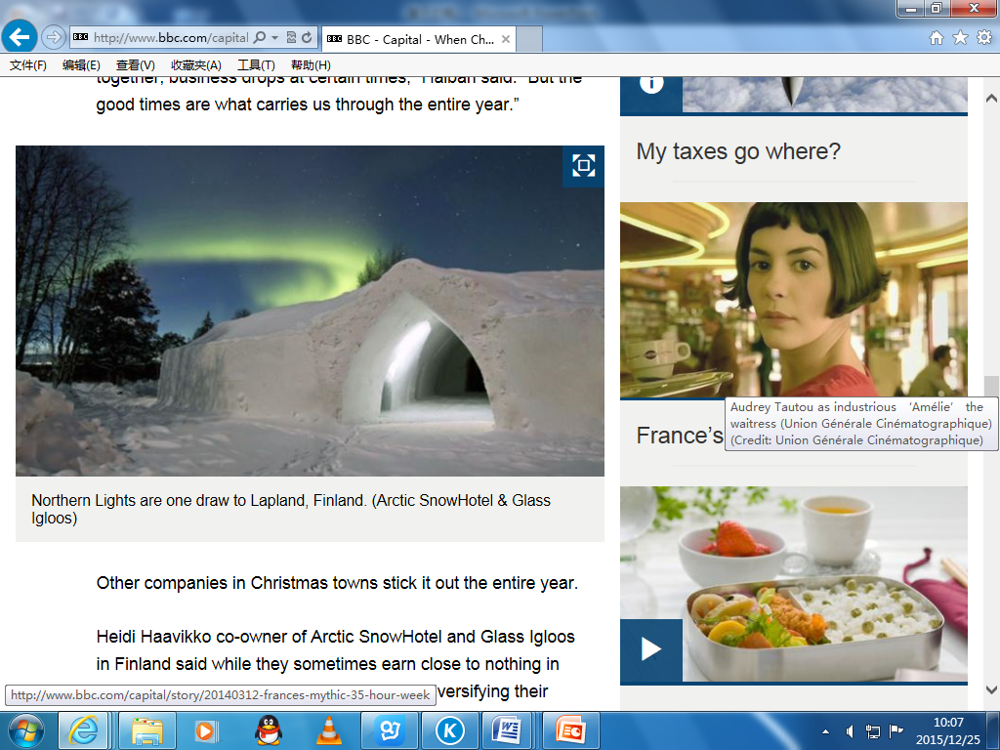 http://www.bbc.com/capital
BBC - Capital - When Ch...
文件(F) 编辑(E) 查看(V) 收藏夹(A) 工具(T) 帮助(H)
together, business drops at certain times,” Halban said. “But the
good times are what carries us through the entire year.”
My taxes go where?
Northern Lights are one draw to Lapland, Finland. (Arctic SnowHotel & Glass
Igloos)
Audrey Tautou as industrious ‘Amélie’ the
waitress (Union Générale Cinématographique)
(Credit: Union Générale Cinématographique)
France’s
Other companies in Christmas towns stick it out the entire year.
Heidi Haavikko co-owner of Arctic SnowHotel and Glass Igloos
in Finland said while they sometimes earn close to nothing in
versifying their
http://www.bbc.com/capital/story/20140312-frances-mythic-35-hour-week
10:07
2015/12/25